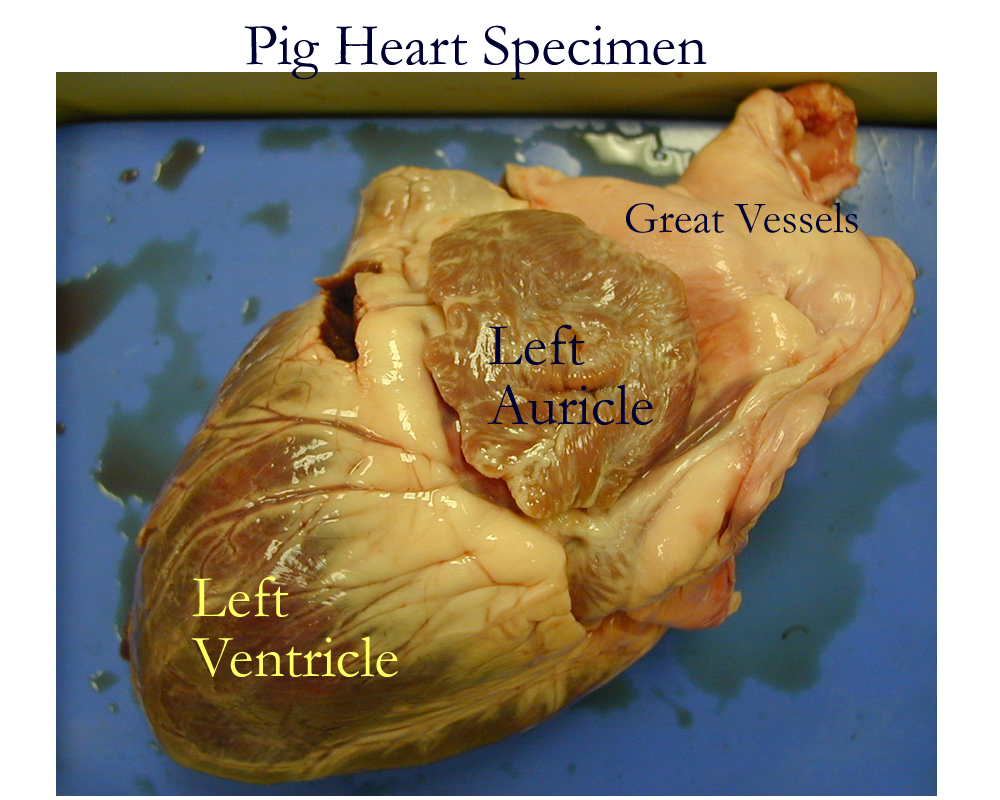 Pig Heart Specimen
Great Vessels
Left
Auricle
Left
Ventricle